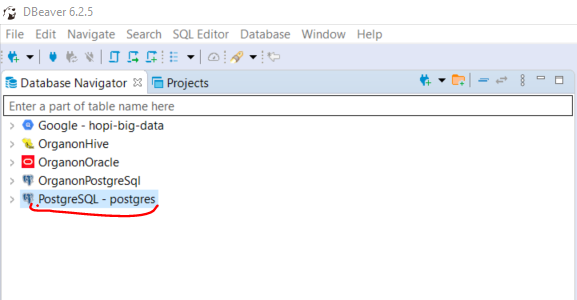 DBeaver 6.2.5
File Edit Navigate Search SQL Editor Database Window Help
Database Navigator Projects
Enter a part of table name here
Google - hopi-big-data
OrganonHive
OrganonOracle
OrganonPostgreSql
PostgreSQL - postgres